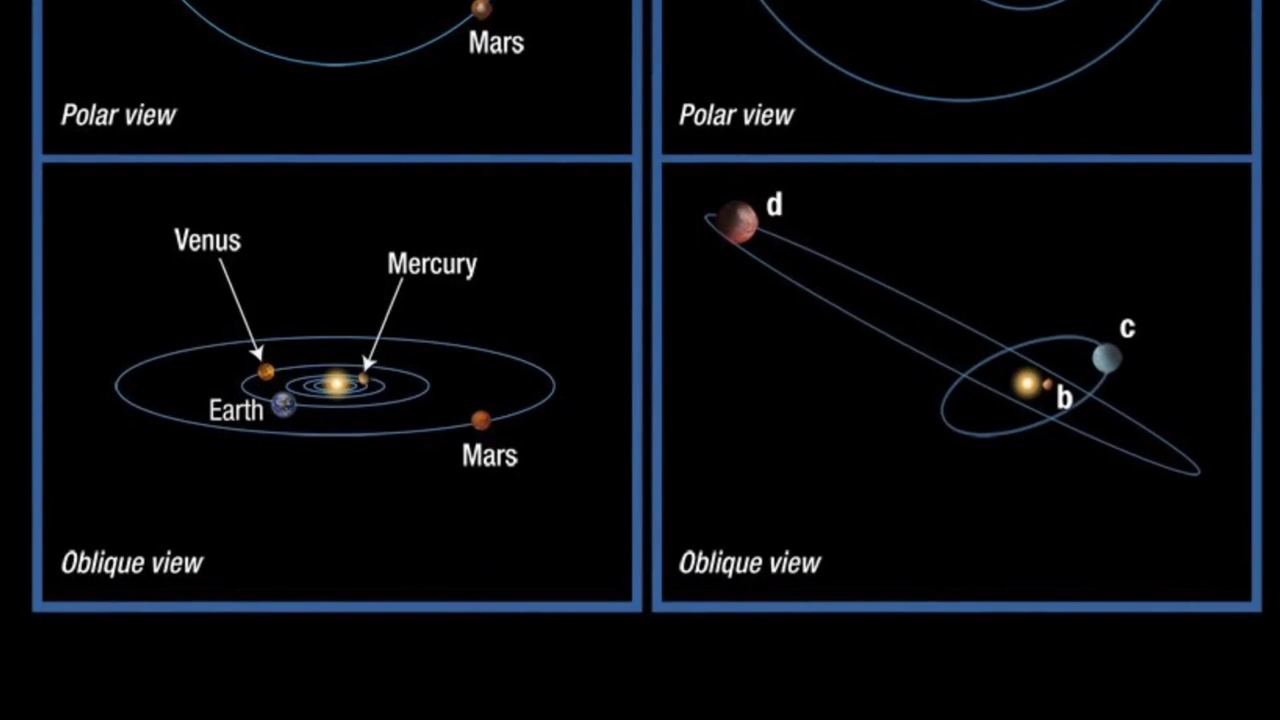 Mars
Polar view
Polar view
Venus
Mercury
Earth
Mars
Oblique view
d
c
b
Oblique view